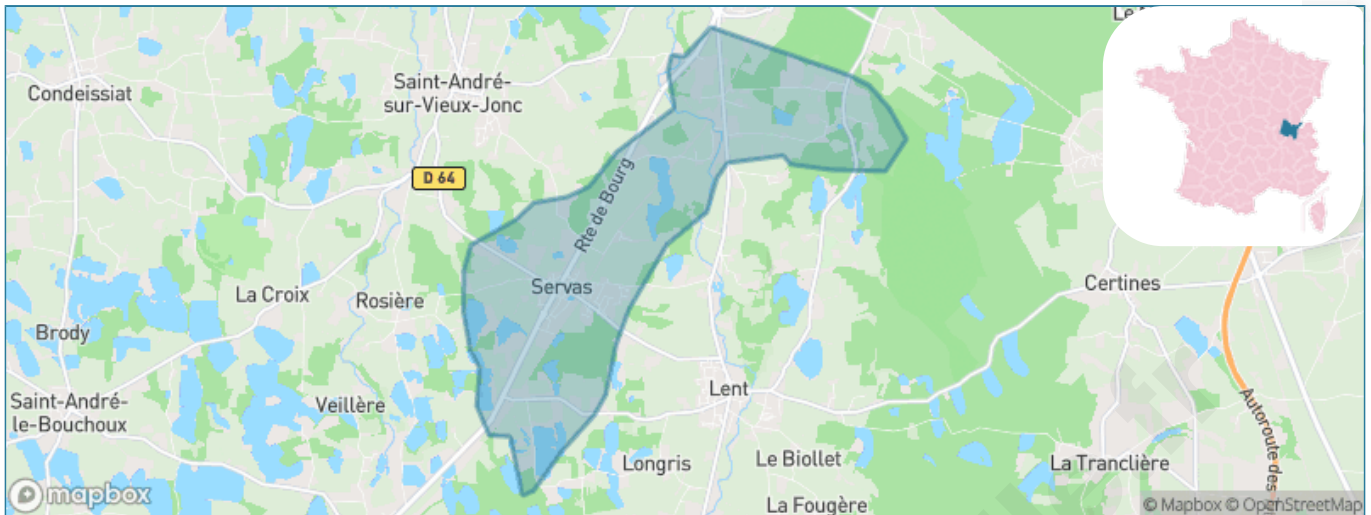 Condeissiat
Saint-André-
sur-Vieux-Jonc
D 64
Rte de Bourg
La Croix
Rosière
Servas
Brody
Certines
Saint-André-
le-Bouchoux
Veillère
Lent
Autoroute des
Longris
Le Biollet
La Tranclière
La Fougère
mapbox
© Mapbox © OpenStreetMap